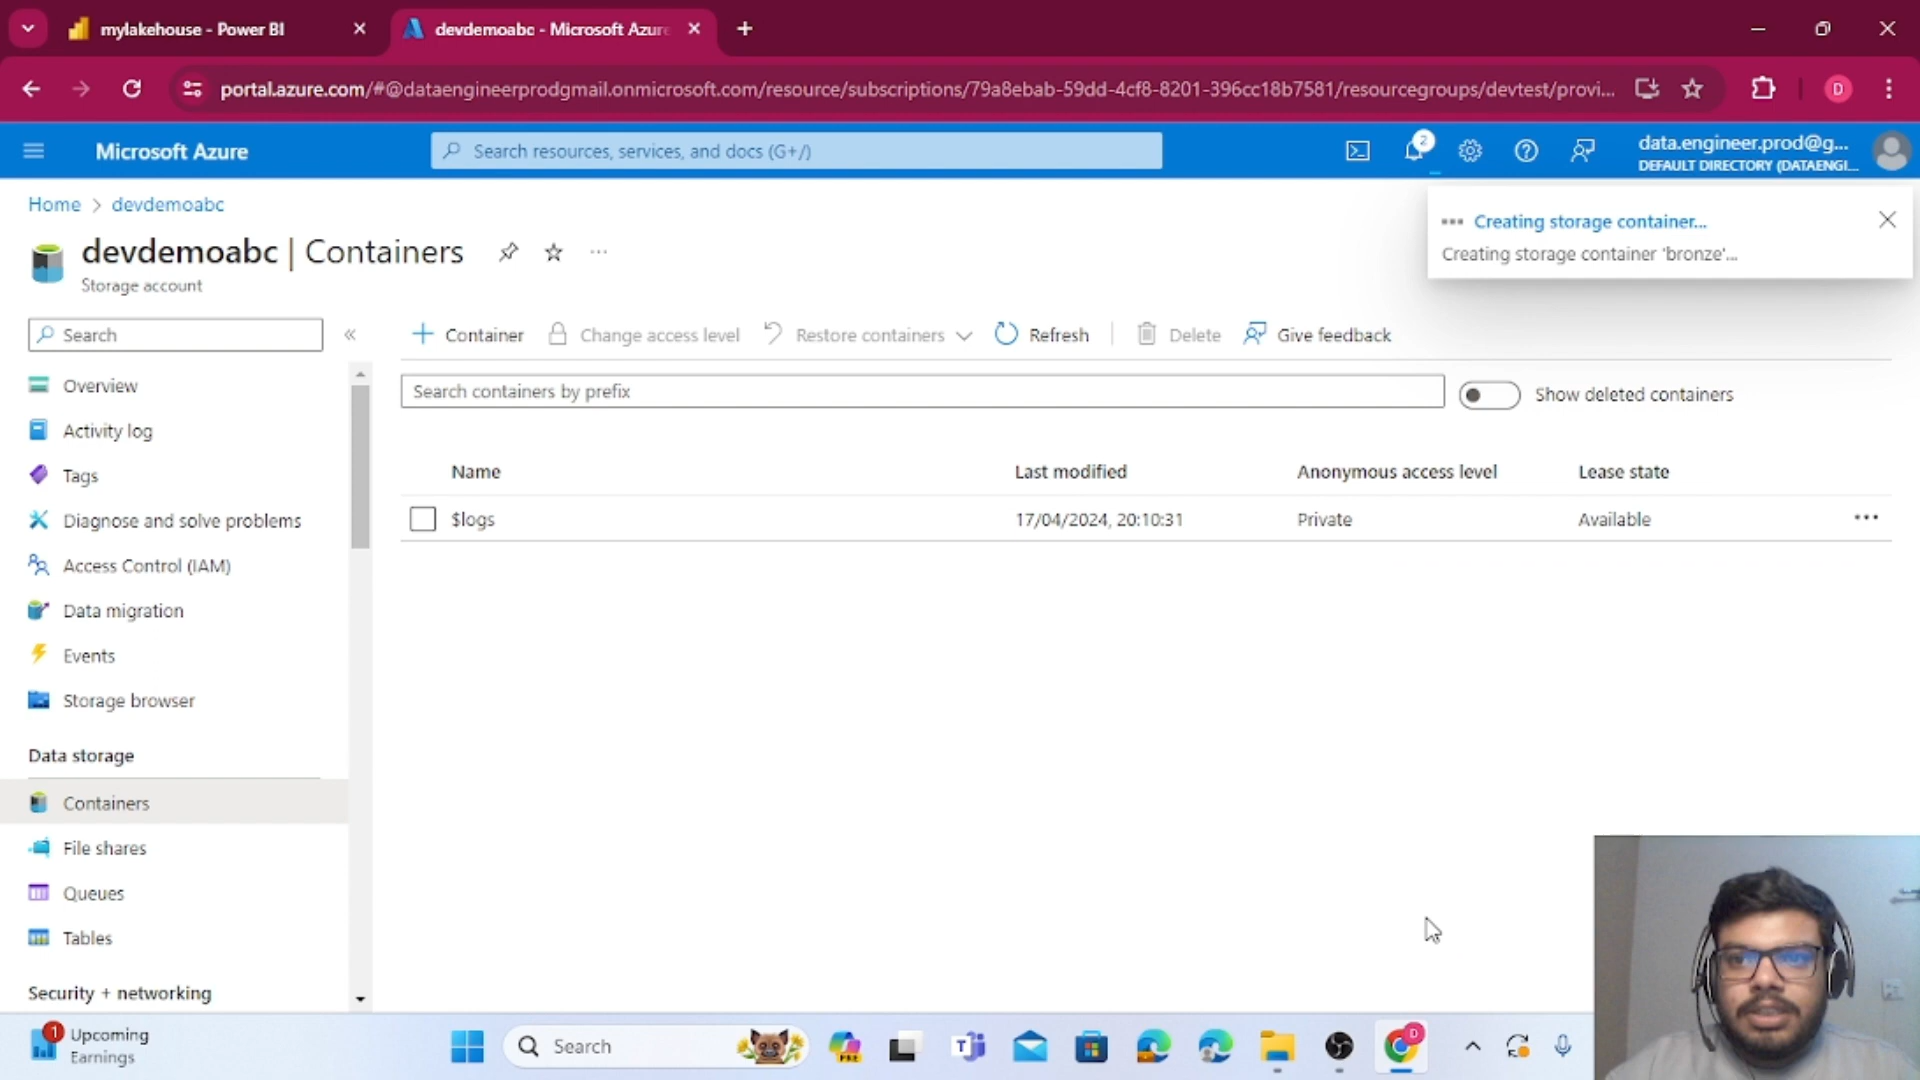 mylakehouse - Power BI
devdemoabc - Microsoft Azur
portal.azure.com/#@dataengineerprodgmail.onmicrosoft.com/resource/subscriptions/79a8ebab-59dd-4cf8-8201-396cc18b7581/resourcegroups/devtest/provi...
D
Microsoft Azure
Search resources, services, and docs (G+/)
2
data.engineer.prod@g...
DEFAULT DIRECTORY (DATAENGI...
Home > devdemoabc
Creating storage container...
Creating storage container 'bronze'...
devdemoabc | Containers
Storage account
Search
Container
Change access level
Restore containers
Refresh
Delete
Give feedback
Search containers by prefix
Show deleted containers
Name
Last modified
Anonymous access level
Lease state
$logs
17/04/2024, 20:10:31
Private
Available
Overview
Activity log
Tags
Diagnose and solve problems
Access Control (IAM)
Data migration
Events
Storage browser
Data storage
Containers
File shares
Queues
Tables
Security + networking
1
Upcoming
Earnings
Search
PRE
T
D